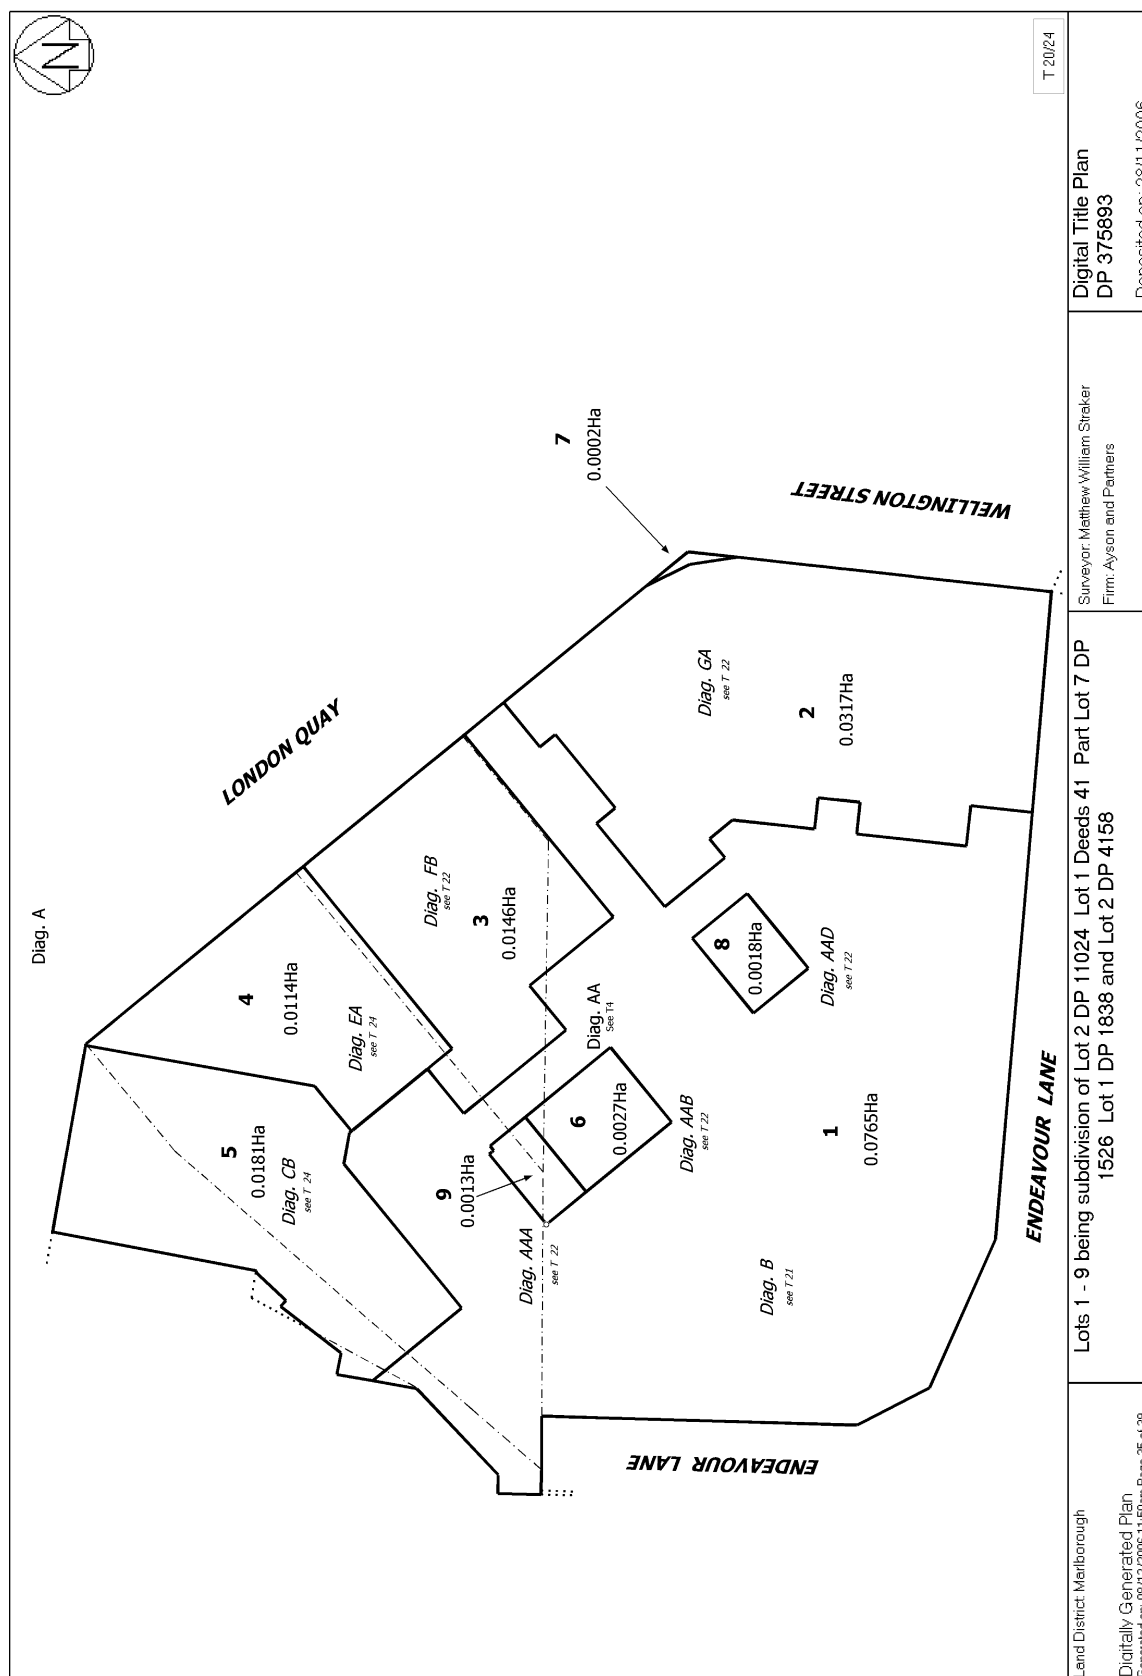 N
T 20/24
Diag. A
LONDON QUAY
WELLINGTON STREET
ENDEAVOUR LANE
ENDEAVOUR LANE
5
0.0181Ha
Diag. CB
see T 24
4
0.0114Ha
Diag. EA
see T 24
Diag. FB
see T 22
3
0.0146Ha
7
0.0002Ha
9
0.0013Ha
Diag. AAA
see T 22
6
0.0027Ha
Diag. AA
See T4
Diag. AAB
see T 22
Diag. GA
see T 22
2
0.0317Ha
8
0.0018Ha
Diag. AAD
see T 22
Diag. B
see T 21
1
0.0765Ha
Land District: Marlborough
Digitally Generated Plan
Lots 1 - 9 being subdivision of Lot 2 DP 11024 Lot 1 Deeds 41 Part Lot 7 DP
1526 Lot 1 DP 1838 and Lot 2 DP 4158
Surveyor: Matthew William Straker
Firm: Ayson and Partners
Digital Title Plan
DP 375893
Deposited on: 28/11/2006